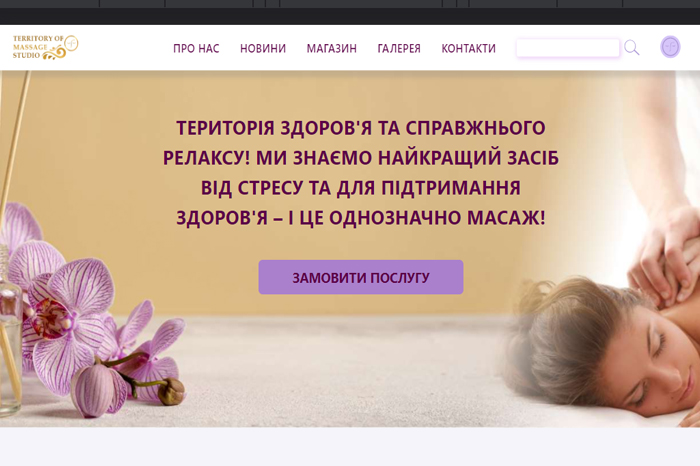 TERRITORY OF
MASSAGE
STUDIO
ПРО НАС НОВИНИ МАГАЗИН ГАЛЕРЕЯ КОНТАКТИ
ТЕРИТОРІЯ ЗДОРОВ'Я ТА СПРАВЖНЬОГО
РЕЛАКСУ! МИ ЗНАЄМО НАЙКРАЩИЙ ЗАСІБ
ВІД СТРЕСУ ТА ДЛЯ ПІДТРИМАННЯ
ЗДОРОВ'Я – І ЦЕ ОДНОЗНАЧНО МАСАЖ!
ЗАМОВИТИ ПОСЛУГУ